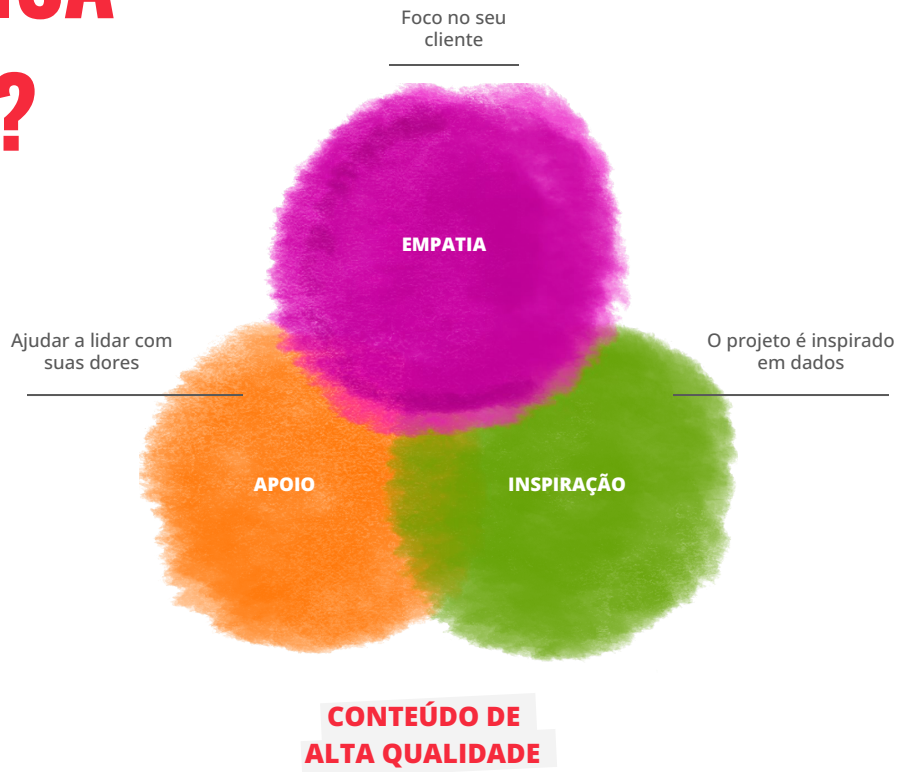 ?
Foco no seu
cliente
EMPATIA
Ajudar a lidar com
suas dores
O projeto é inspirado
em dados
APOIO
INSPIRAÇÃO
CONTEÚDO DE
ALTA QUALIDADE